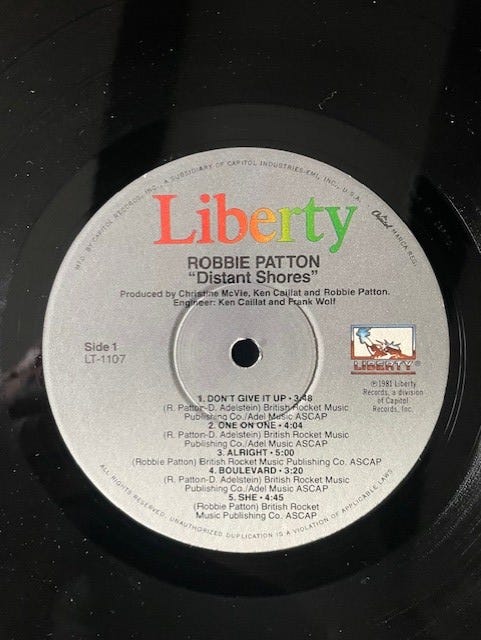 MFD. BY CAPITOL RECORDS, INC., A SUBSIDIARY OF CAPITOL INDUSTRIES-EMI, INC., U.S.A.
Capitol MARCA REG.
Liberty
ROBBIE PATTON
"Distant Shores"
Produced by Christine McVie, Ken Caillat and Robbie Patton.
Engineer: Ken Caillat and Frank Wolf
Side 1
LT-1107
LIBERTY®
℗1981 Liberty
Records, a division
of Capitol
Records, Inc.
1. DON'T GIVE IT UP • 3:48
(R. Patton-D. Adelstein) British Rocket Music
Publishing Co./Adel Music ASCAP
2. ONE ON ONE • 4:04
(R. Patton-D. Adelstein) British Rocket Music
Publishing Co./Adel Music ASCAP
3. ALRIGHT • 5:00
(Robbie Patton) British Rocket Music Publishing Co. ASCAP
4. BOULEVARD • 3:20
(R. Patton-D. Adelstein) British Rocket Music
Publishing Co./Adel Music ASCAP
5. SHE • 4:45
(Robbie Patton) British Rocket
Music Publishing Co. ASCAP
ALL RIGHTS RESERVED. UNAUTHORIZED DUPLICATION IS A VIOLATION OF APPLICABLE LAWS